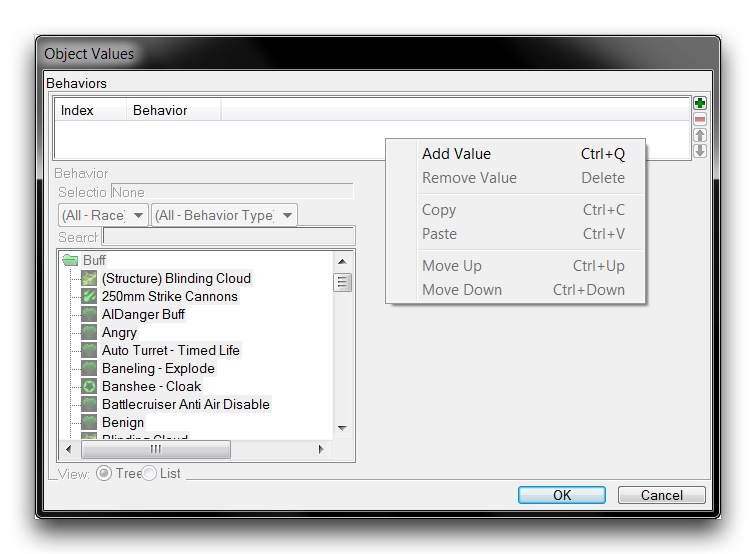 Object Values
Behaviors
Index Behavior
Add Value Ctrl+Q
Remove Value Delete
Copy Ctrl+C
Paste Ctrl+V
Move Up Ctrl+Up
Move Down Ctrl+Down
Behavior
Selectio None
(All - Race) (All - Behavior Type)
Search
Buff
(Structure) Blinding Cloud
250mm Strike Cannons
AIDanger Buff
Angry
Auto Turret - Timed Life
Baneling - Explode
Banshee - Cloak
Battlecruiser Anti Air Disable
Benign
Blinding Cloud
View: Tree List
OK Cancel